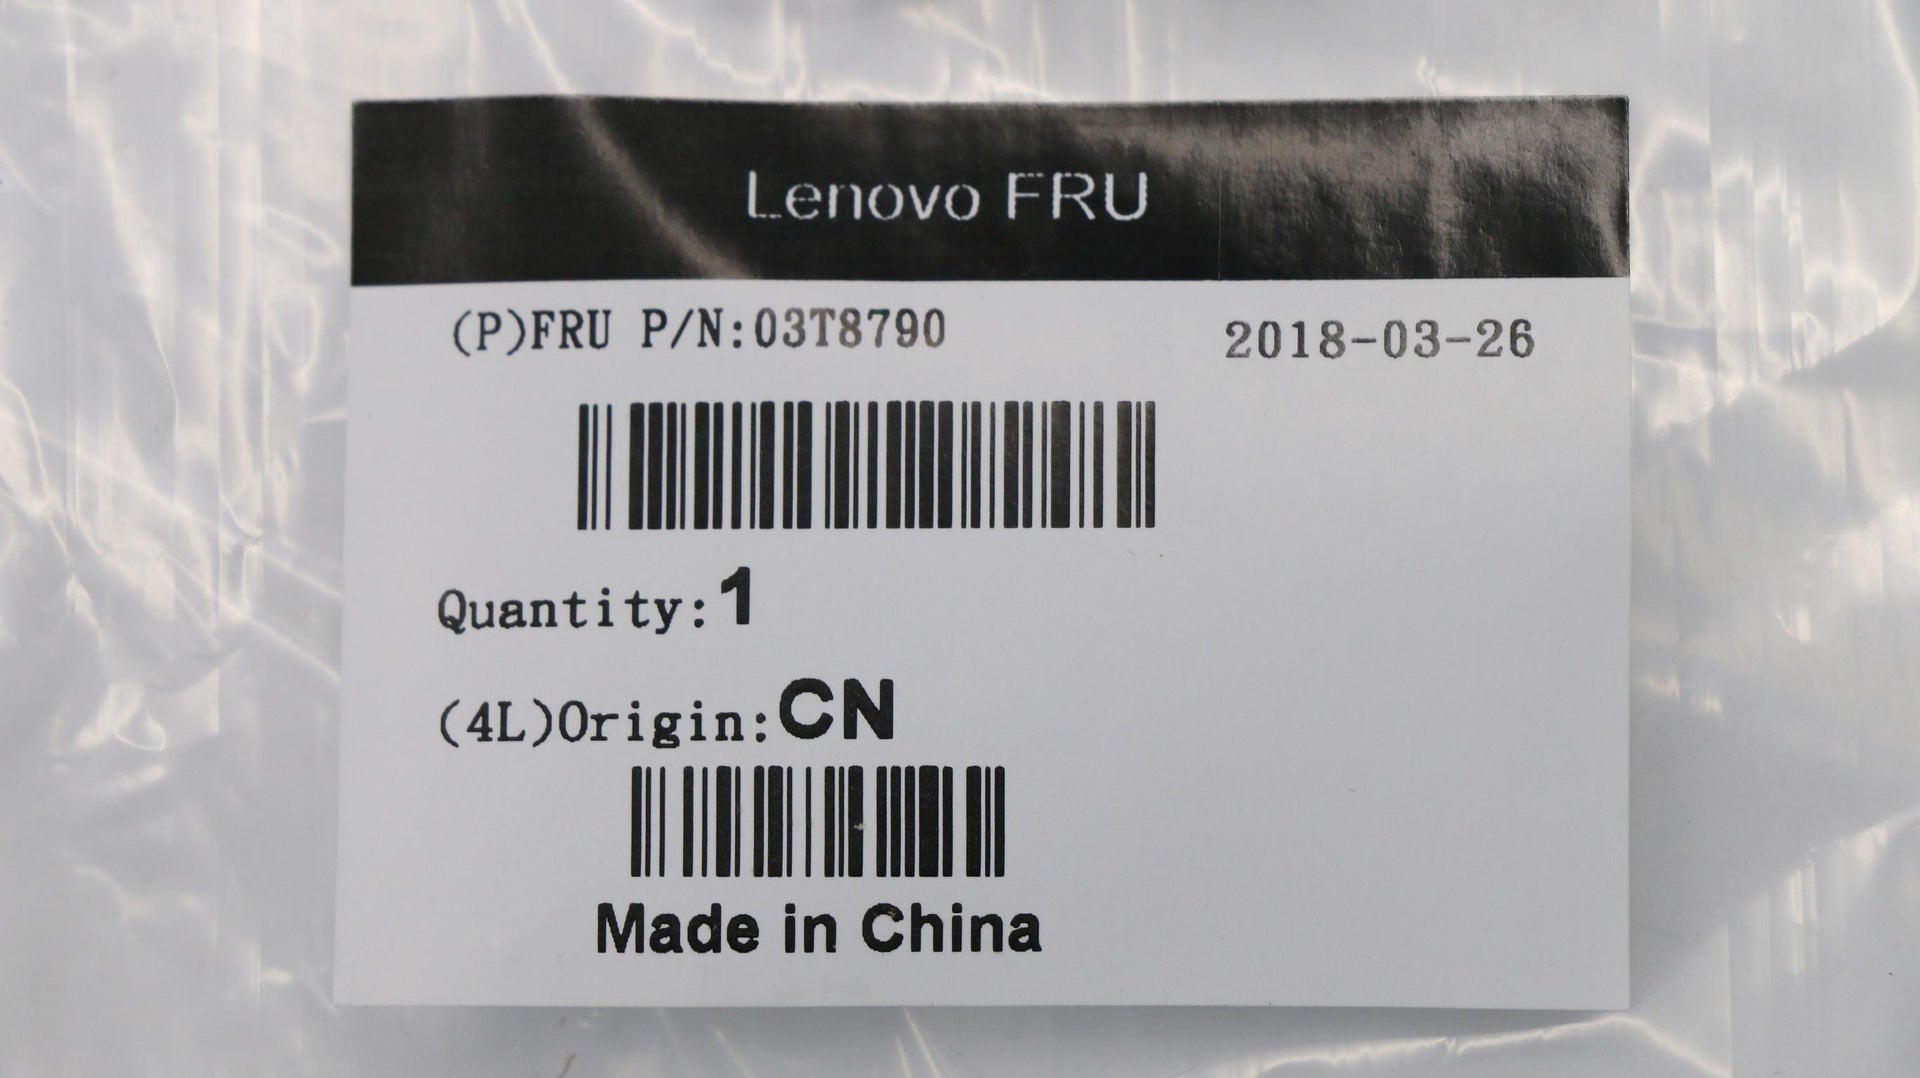 Lenovo FRU
(P)FRU P/N:03T8790 2018-03-26
Quantity:1
(4L)Origin:CN
Made in China